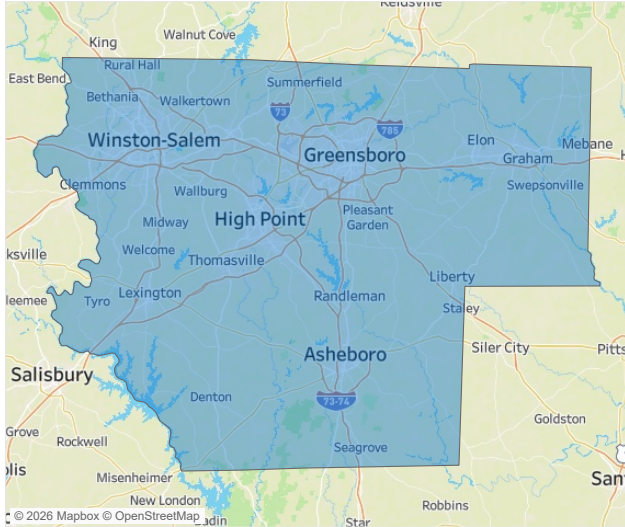 Keidsville
Walnut Cove
King
East Bend
Rural Hall
Summerfield
Bethania
Walkertown
73
785
Winston-Salem
Greensboro
Elon
Mebane
Graham
Clemmons
Wallburg
Swepsonville
High Point
Pleasant
Garden
Midway
Welcome
Thomasville
ksville
Liberty
leemee
Tyro
Lexington
Randleman
Staley
Asheboro
Siler City
Pitts
Salisbury
Denton
73-74
Goldston
Grove
Rockwell
Seagrove
olis
Misenheimer
San
New London
Robbins
© 2026 Mapbox © OpenStreetMap
Star